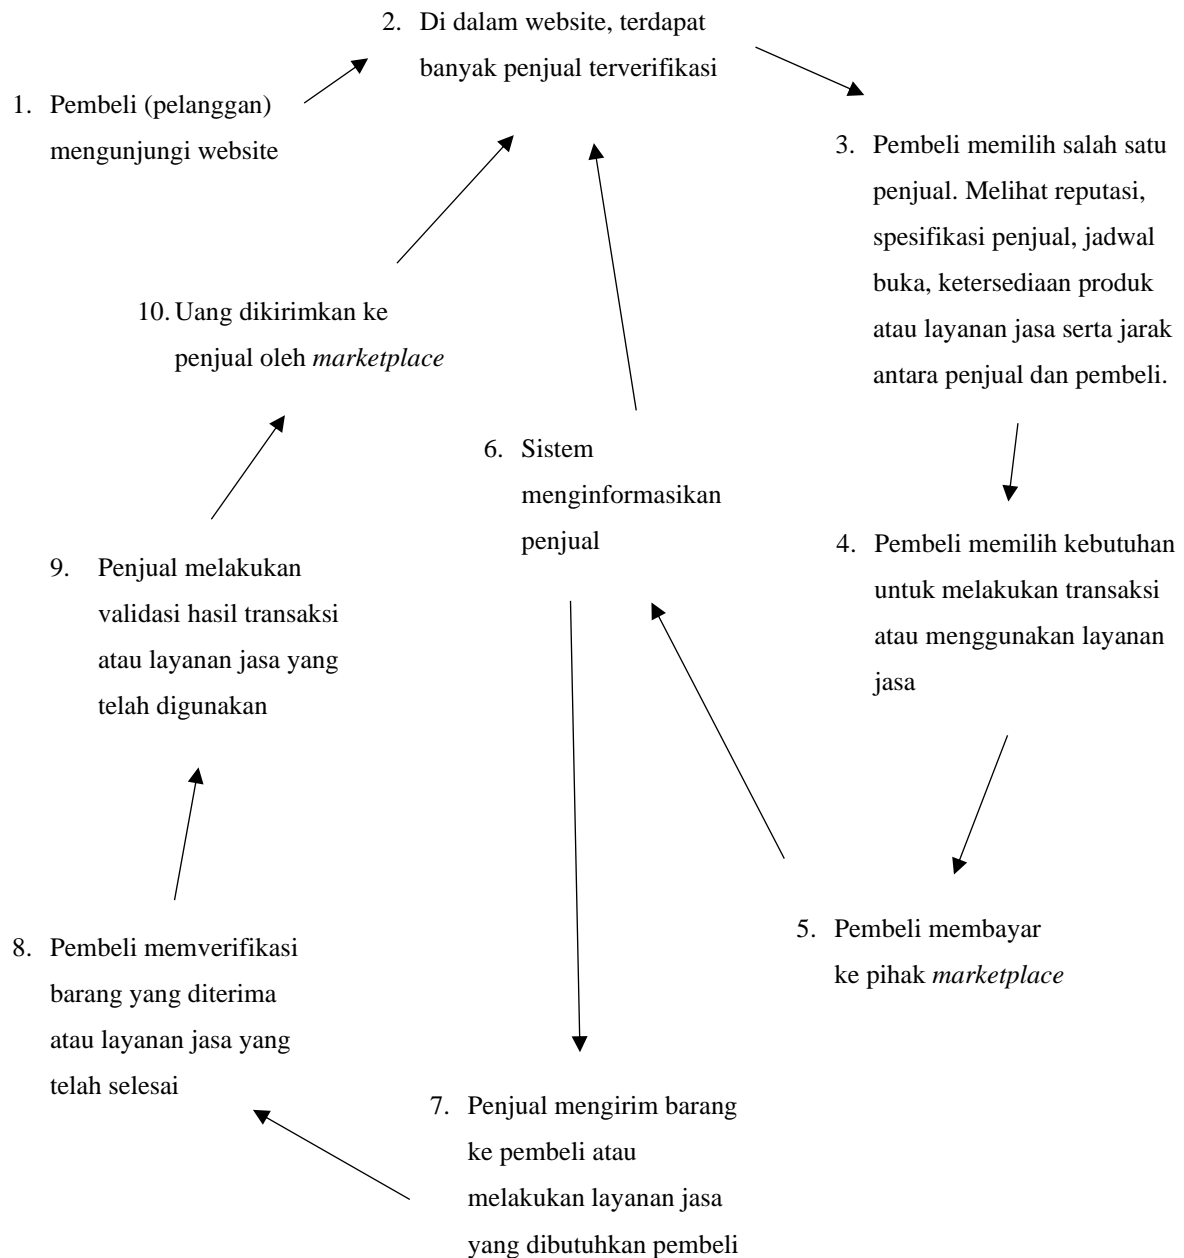 1. Pembeli (pelanggan)
mengunjungi website
2. Di dalam website, terdapat
banyak penjual terverifikasi
3. Pembeli memilih salah satu
penjual. Melihat reputasi,
spesifikasi penjual, jadwal
buka, ketersediaan produk
atau layanan jasa serta jarak
antara penjual dan pembeli.
4. Pembeli memilih kebutuhan
untuk melakukan transaksi
atau menggunakan layanan
jasa
5. Pembeli membayar
ke pihak marketplace
6. Sistem
menginformasikan
penjual
7. Penjual mengirim barang
ke pembeli atau
melakukan layanan jasa
yang dibutuhkan pembeli
8. Pembeli memverifikasi
barang yang diterima
atau layanan jasa yang
telah selesai
9. Penjual melakukan
validasi hasil transaksi
atau layanan jasa yang
telah digunakan
10. Uang dikirimkan ke
penjual oleh marketplace